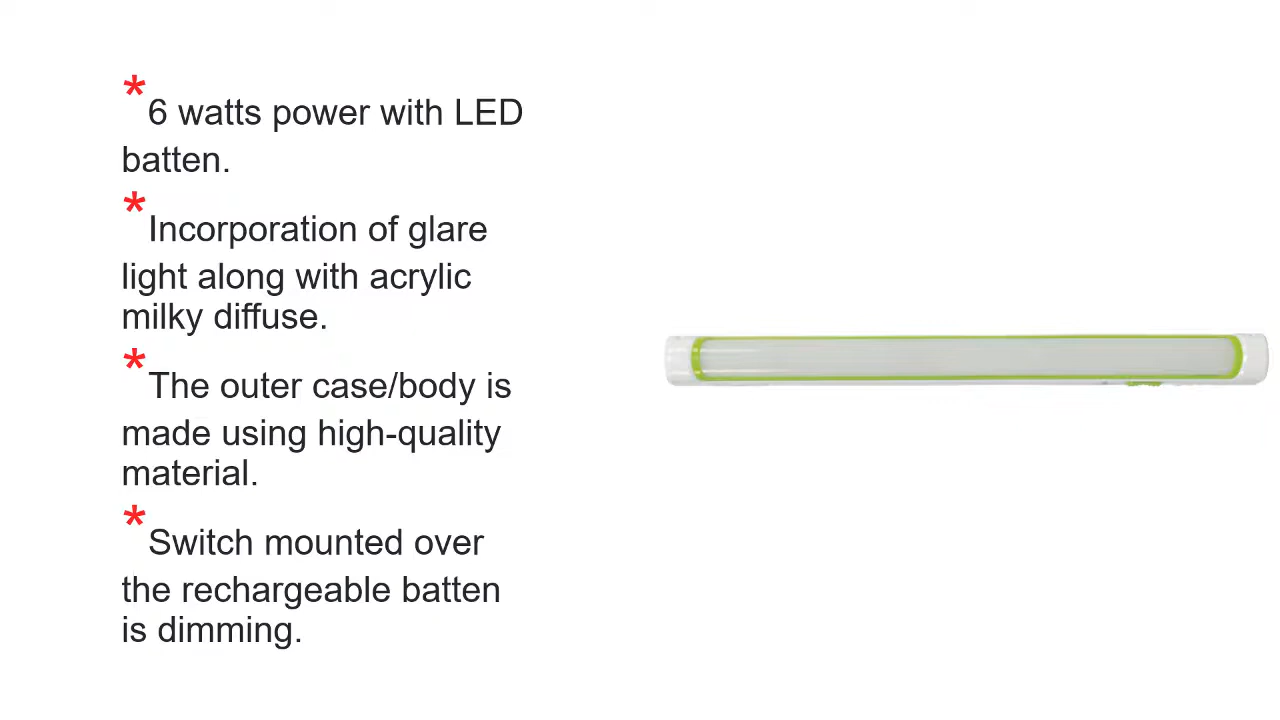 *6 watts power with LED
batten.
*Incorporation of glare
light along with acrylic
milky diffuse.
*The outer case/body is
made using high-quality
material.
*Switch mounted over
the rechargeable batten
is dimming.